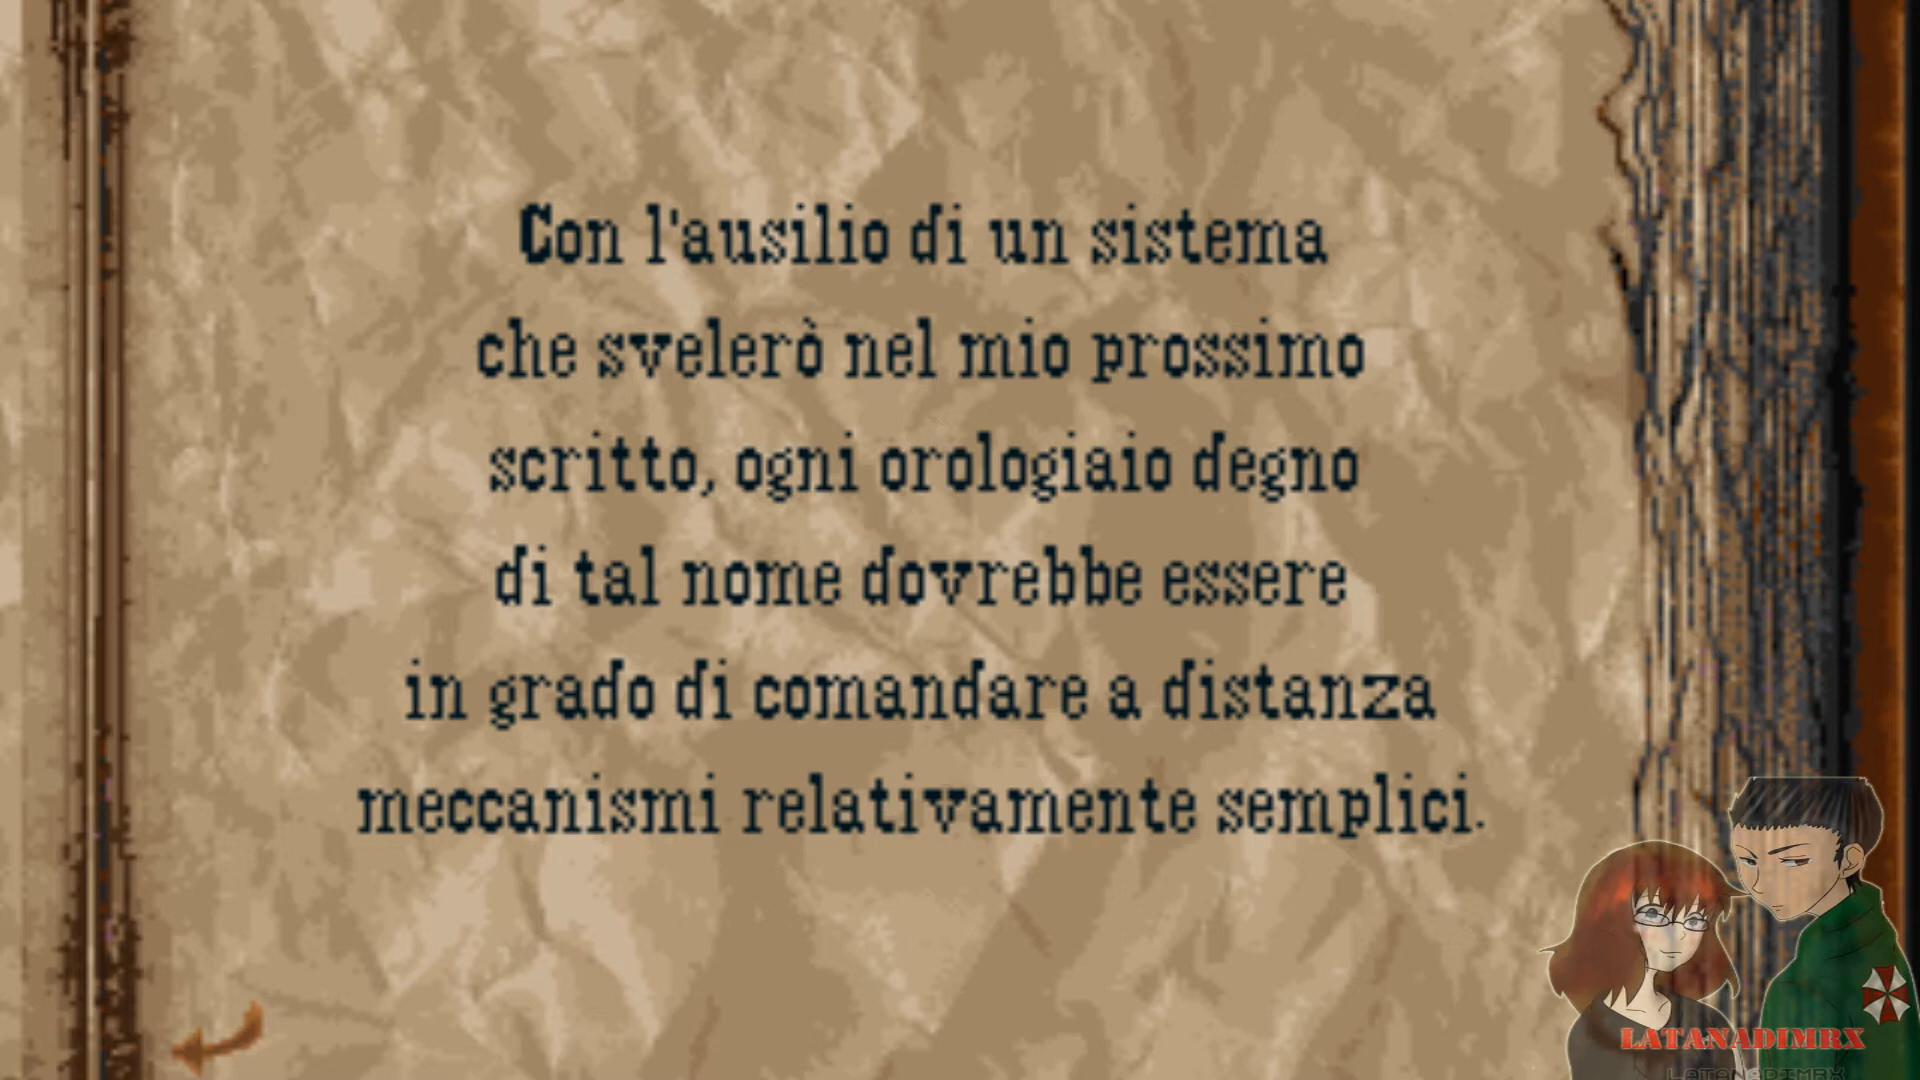 Con l'ausilio di un sistema
che svelerò nel mio prossimo
scritto, ogni orologiaio degno
di tal nome dovrebbe essere
in grado di comandare a distanza
meccanismi relativamente semplici.
LATANADIMRX
LATANADIMRX